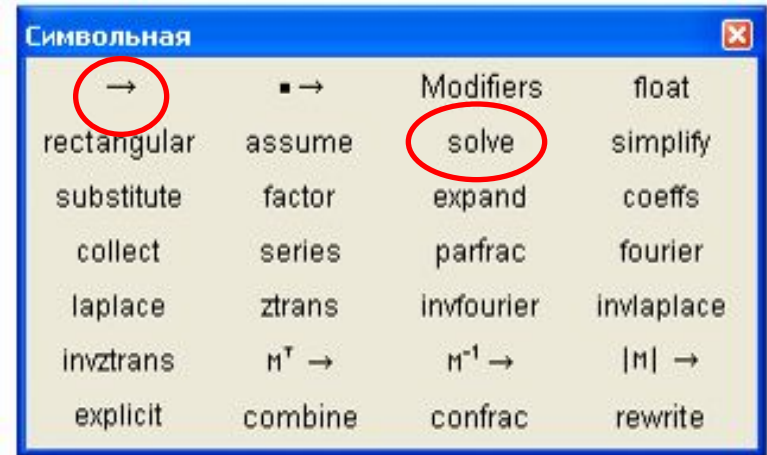 Символьная
→ ▪ → Modifiers float
rectangular assume solve simplify
substitute factor expand coeffs
collect series parfrac fourier
laplace ztrans invfourier invlaplace
invztrans Mᵀ → M⁻¹ → |M| →
explicit combine confrac rewrite